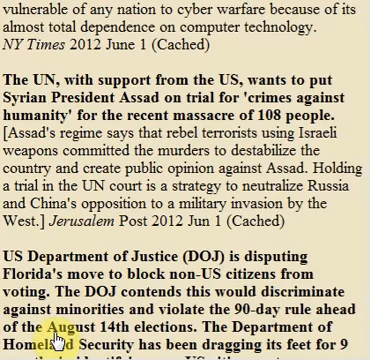 vulnerable of any nation to cyber warfare because of its
almost total dependence on computer technology.
NY Times 2012 June 1 (Cached)
The UN, with support from the US, wants to put
Syrian President Assad on trial for 'crimes against
humanity' for the recent massacre of 108 people.
[Assad's regime says that rebel terrorists using Israeli
weapons committed the murders to destabilize the
country and create public opinion against Assad. Holding
a trial in the UN court is a strategy to neutralize Russia
and China's opposition to a military invasion by the
West.] Jerusalem Post 2012 Jun 1 (Cached)
US Department of Justice (DOJ) is disputing
Florida's move to block non-US citizens from
voting. The DOJ contends this would discriminate
against minorities and violate the 90-day rule ahead
of the August 14th elections. The Department of
Homeland Security has been dragging its feet for 9